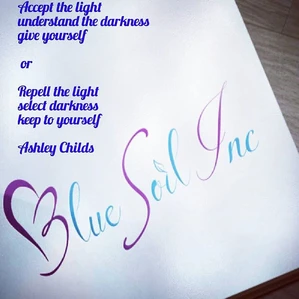 Accept the light
understand the darkness
give yourself
or
Repell the light
select darkness
keep to yourself
Ashley Childs
Blue Soil Inc